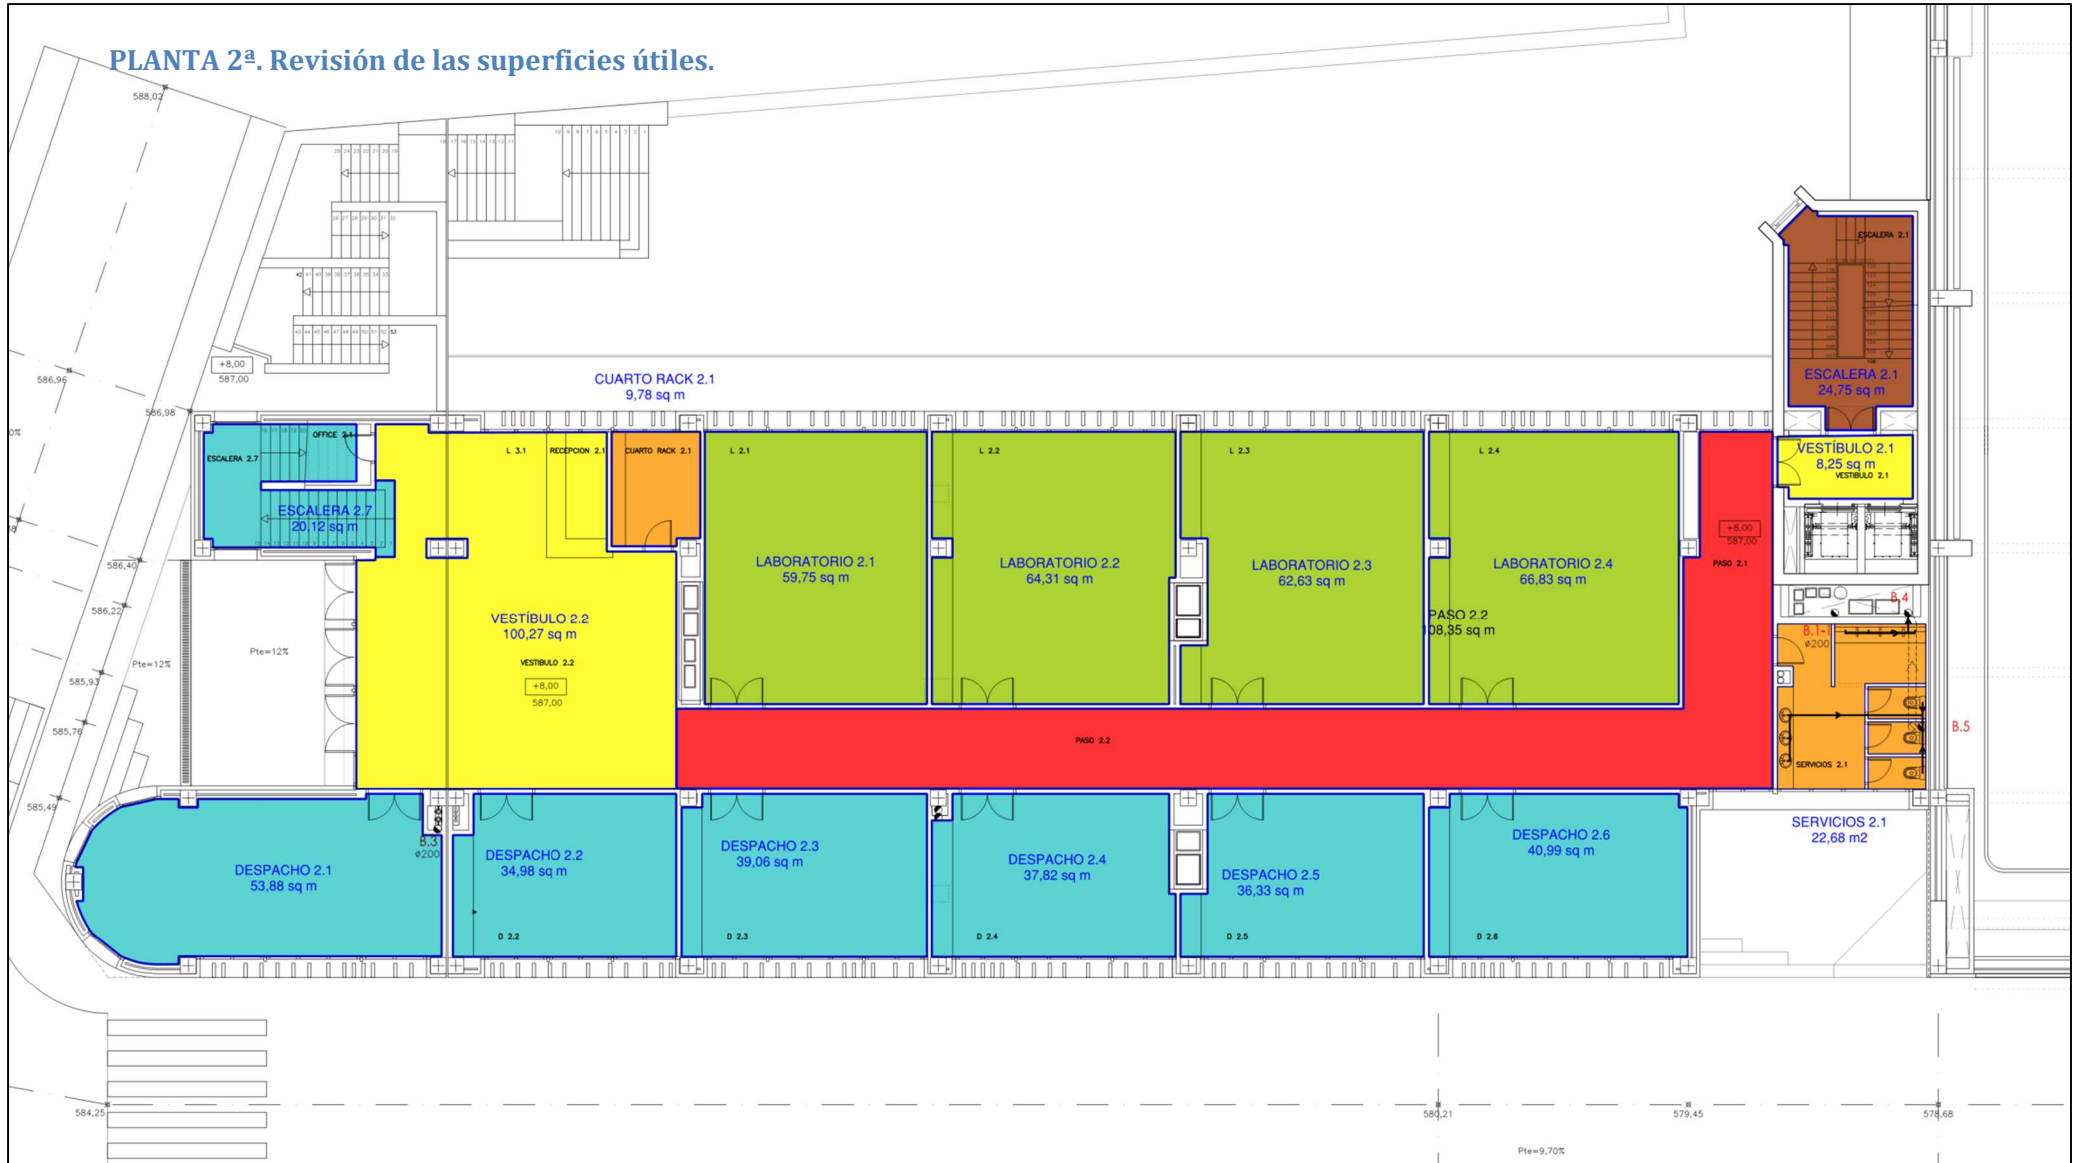 PLANTA 2ª. Revisión de las superficies útiles.
588,02
586,96
586,98
+8,00
587,00
586,40
586,22
585,93
585,76
585,49
584,25
Pte=12%
Pte=12%
CUARTO RACK 2.1
9,78 sq m
OFFICE 2.1
ESCALERA 2.7
ESCALERA 2.7
20,12 sq m
L 3.1
RECEPCION 2.1
CUARTO RACK 2.1
L 2.1
L 2.2
L 2.3
L 2.4
LABORATORIO 2.1
59,75 sq m
LABORATORIO 2.2
64,31 sq m
LABORATORIO 2.3
62,63 sq m
LABORATORIO 2.4
66,83 sq m
PASO 2.2
108,35 sq m
VESTÍBULO 2.2
100,27 sq m
VESTIBULO 2.2
+8,00
587,00
PASO 2.2
ESCALERA 2.1
ESCALERA 2.1
24,75 sq m
VESTÍBULO 2.1
8,25 sq m
VESTIBULO 2.1
+8,00
587,00
PASO 2.1
B.4
B.1-1
ø200
B.5
SERVICIOS 2.1
SERVICIOS 2.1
22,68 m2
B.3
ø200
DESPACHO 2.1
53,88 sq m
DESPACHO 2.2
34,98 sq m
DESPACHO 2.3
39,06 sq m
DESPACHO 2.4
37,82 sq m
DESPACHO 2.5
36,33 sq m
DESPACHO 2.6
40,99 sq m
D 2.2
D 2.3
D 2.4
D 2.5
D 2.6
580,21
579,45
578,68
Pte=9,70%